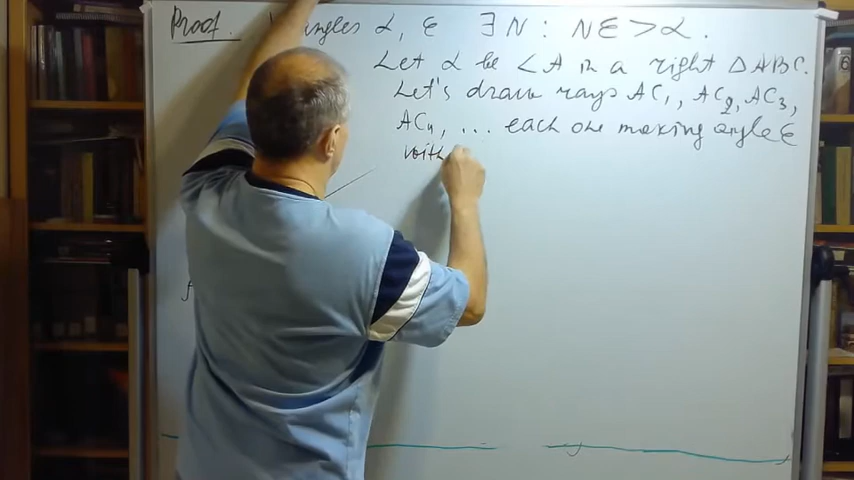 Proof. angles α, ε ∃N : Nε > α.
Let α be ∠A in a right △ABC.
Let's draw rays AC₁, AC₂, AC₃,
AC₄, ... each one making angle ε
with